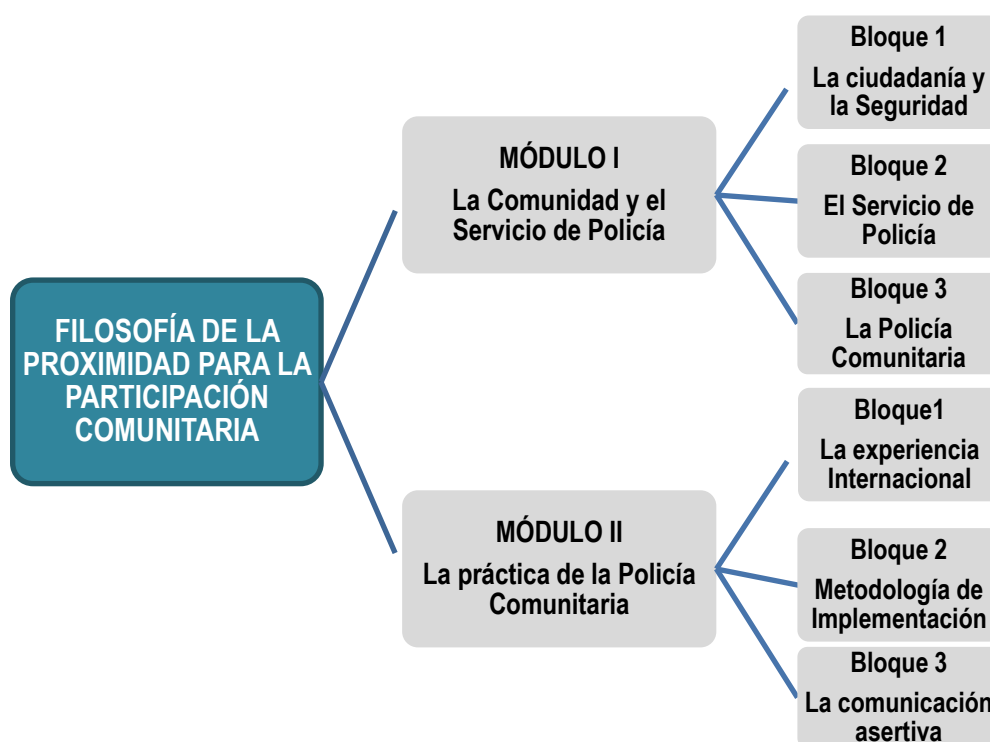 FILOSOFÍA DE LA
PROXIMIDAD PARA LA
PARTICIPACIÓN
COMUNITARIA
MÓDULO I
La Comunidad y el
Servicio de Policía
Bloque 1
La ciudadanía y
la Seguridad
Bloque 2
El Servicio de
Policía
Bloque 3
La Policía
Comunitaria
MÓDULO II
La práctica de la Policía
Comunitaria
Bloque1
La experiencia
Internacional
Bloque 2
Metodología de
Implementación
Bloque 3
La comunicación
asertiva